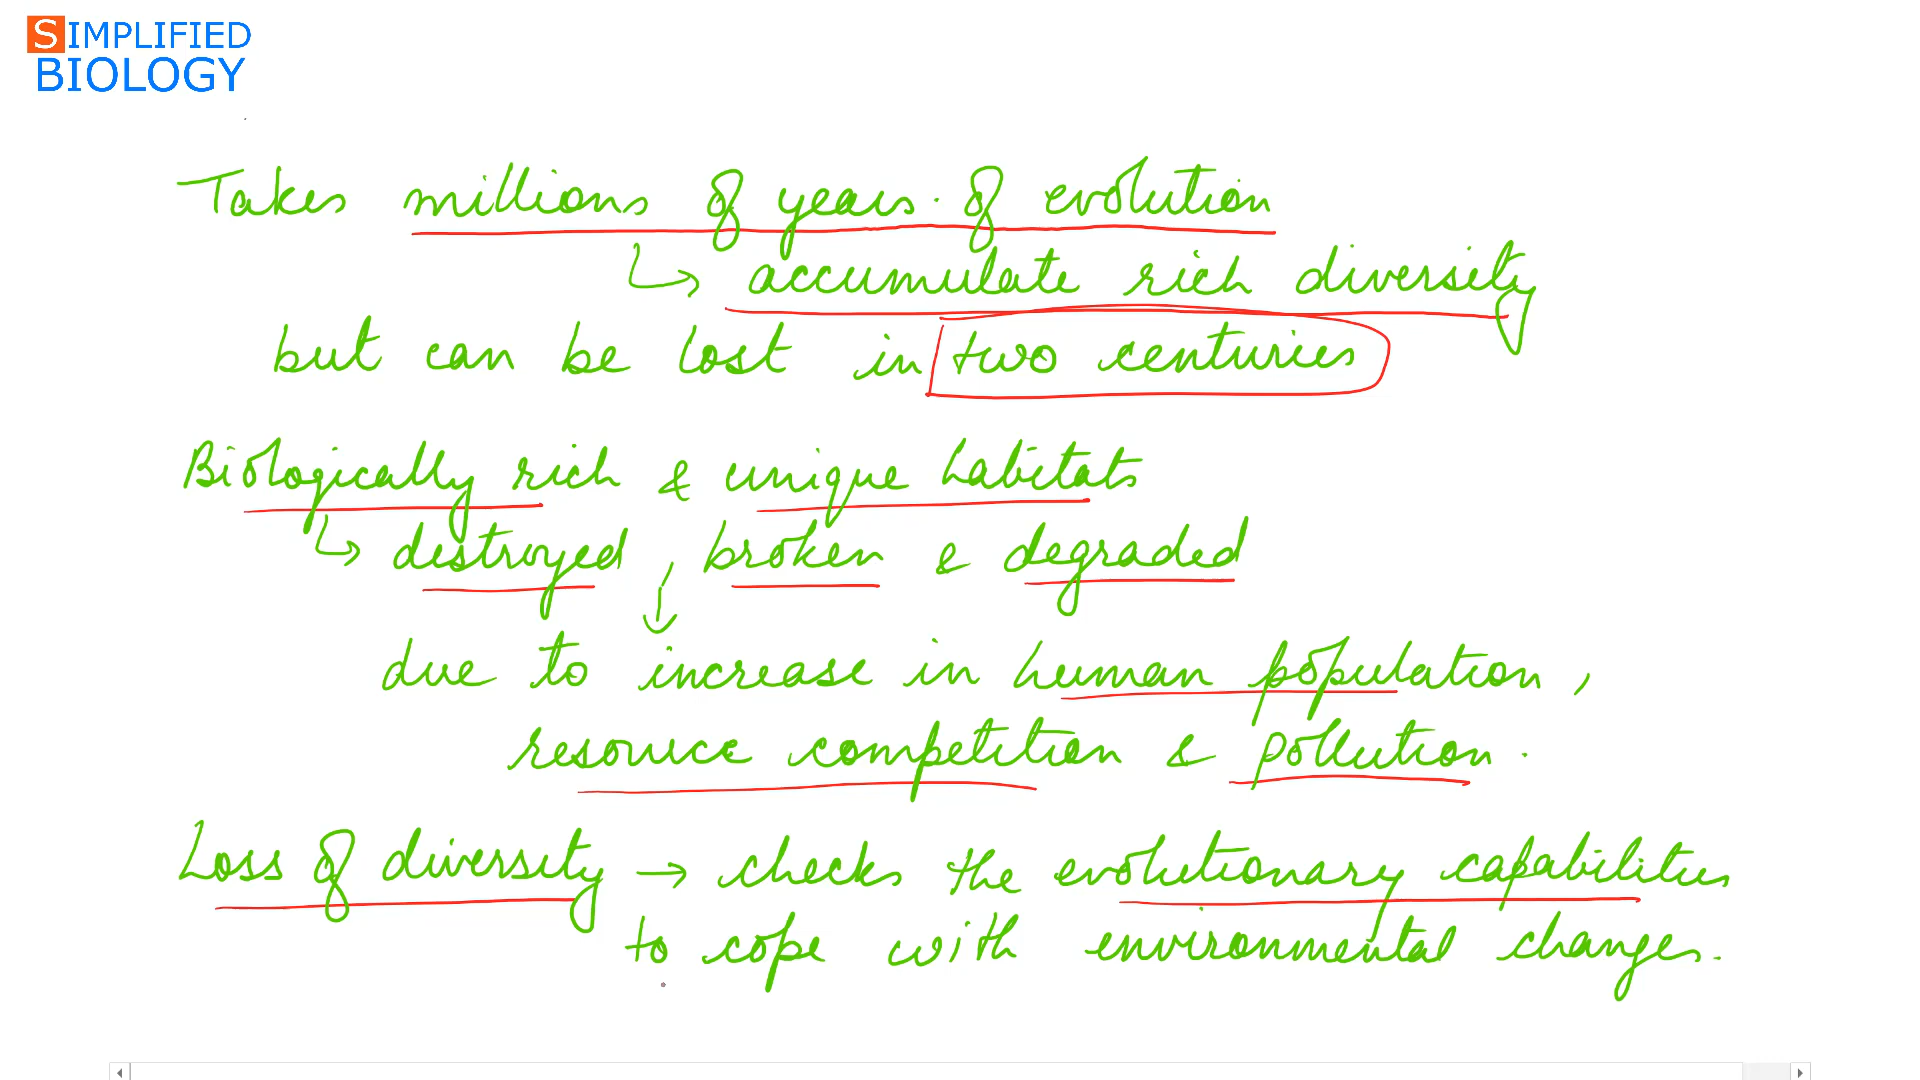 SIMPLIFIED
BIOLOGY
Takes millions of years. of evolution
↳ accumulate rich diversity
but can be lost in two centuries
Biologically rich & unique habitats
↳ destroyed, broken & degraded
due to increase in human population,
resource competition & pollution.
Loss of diversity → checks the evolutionary capabilities
to cope with environmental changes.